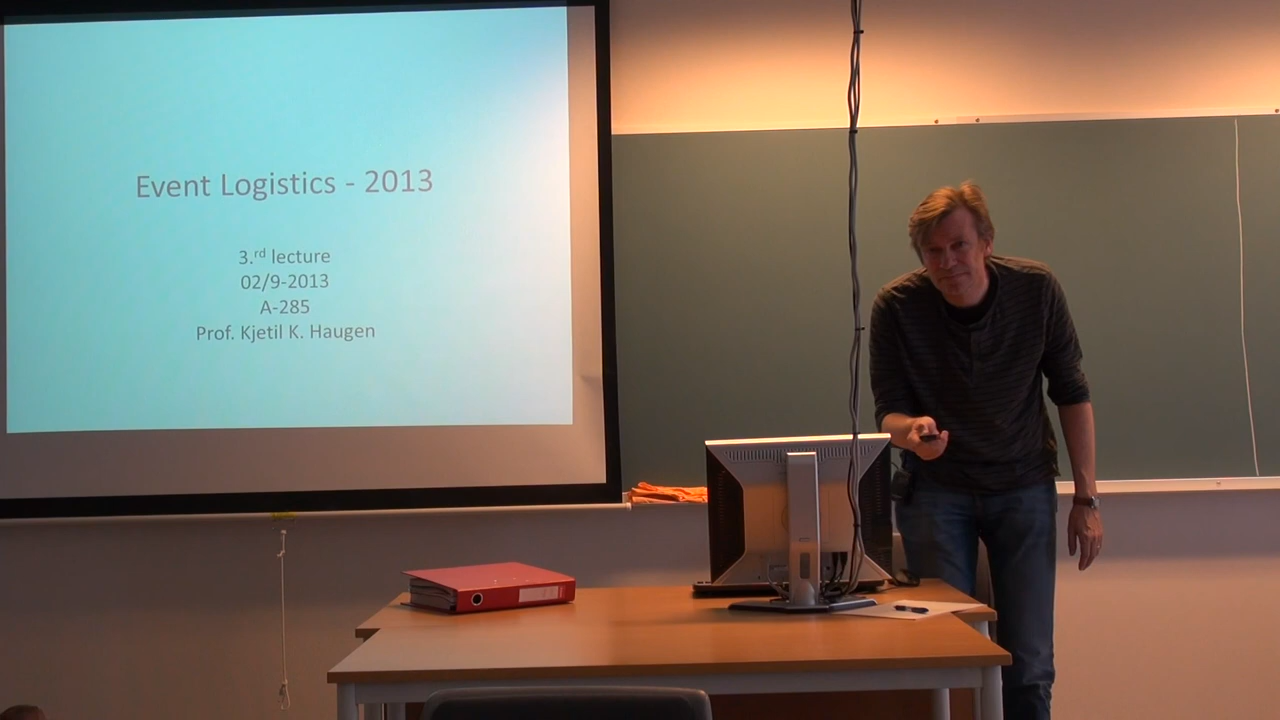 Event Logistics - 2013
3.rd lecture
02/9-2013
A-285
Prof. Kjetil K. Haugen